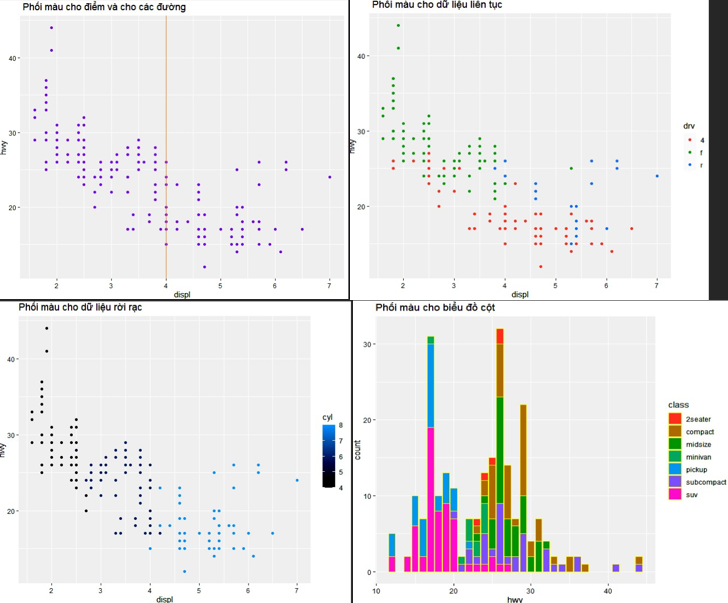 Phối màu cho điểm và cho các đường
40
30
20
hwy
2
3
4
5
6
7
displ
Phối màu cho dữ liệu liên tục
40
30
20
hwy
2
3
4
5
6
7
displ
drv
4
f
r
Phối màu cho dữ liệu rời rạc
40
30
20
hwy
2
3
4
5
6
7
displ
cyl
8
7
6
5
4
Phối màu cho biểu đồ cột
30
20
10
0
count
10
20
30
40
hwy
class
2seater
compact
midsize
minivan
pickup
subcompact
suv